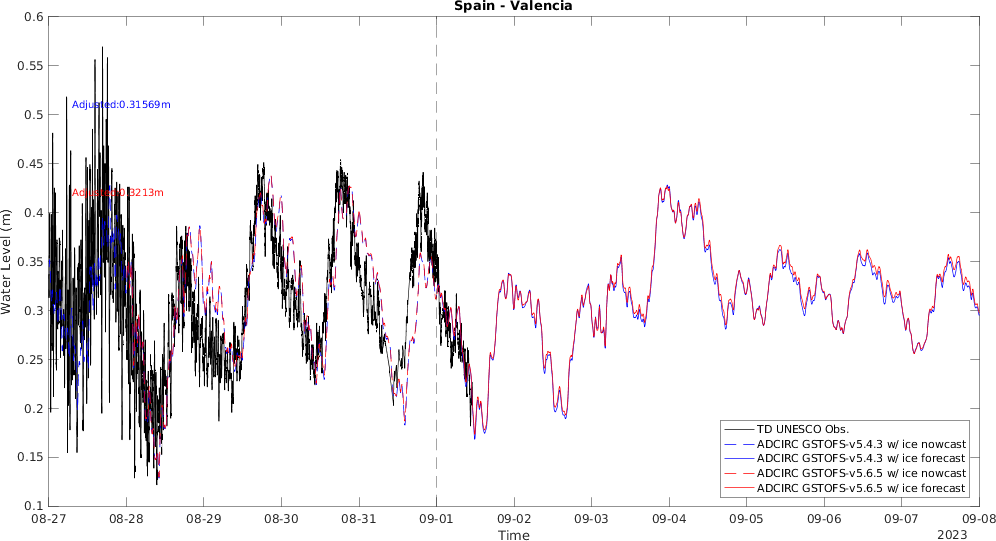 Spain - Valencia
0.6
0.55
0.5
0.45
0.4
0.35
0.3
0.25
0.2
0.15
0.1
Water Level (m)
Adjusted:0.31569m
Adjusted:0.3213m
TD UNESCO Obs.
ADCIRC GSTOFS-v5.4.3 w/ ice nowcast
ADCIRC GSTOFS-v5.4.3 w/ ice forecast
ADCIRC GSTOFS-v5.6.5 w/ ice nowcast
ADCIRC GSTOFS-v5.6.5 w/ ice forecast
08-27 08-28 08-29 08-30 08-31 09-01 09-02 09-03 09-04 09-05 09-06 09-07 09-08
Time
2023